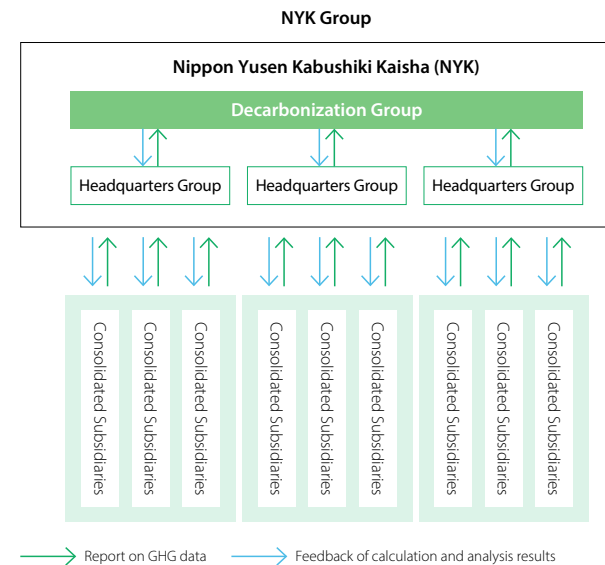 NYK Group
Nippon Yusen Kabushiki Kaisha (NYK)
Decarbonization Group
Headquarters Group
Headquarters Group
Headquarters Group
Consolidated Subsidiaries
Consolidated Subsidiaries
Consolidated Subsidiaries
Consolidated Subsidiaries
Consolidated Subsidiaries
Consolidated Subsidiaries
Consolidated Subsidiaries
Consolidated Subsidiaries
Consolidated Subsidiaries
Report on GHG data
Feedback of calculation and analysis results